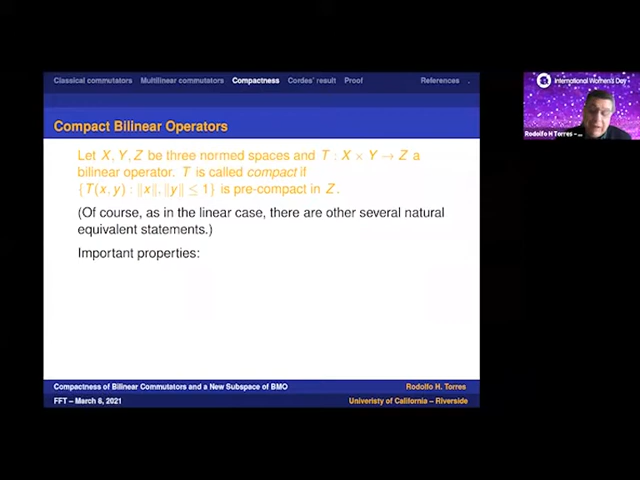 Classical commutators Multilinear commutators Compactness Cordes' result Proof References .
Compact Bilinear Operators
Let X, Y, Z be three normed spaces and T : X × Y → Z a
bilinear operator. T is called compact if
{T(x, y) : ‖x‖, ‖y‖ ≤ 1} is pre-compact in Z.
(Of course, as in the linear case, there are other several natural
equivalent statements.)
Important properties:
Compactness of Bilinear Commutators and a New Subspace of BMO Rodolfo H. Torres
FFT – March 8, 2021 Univeristy of California – Riverside
International Women's Day
Rodolfo H Torres -